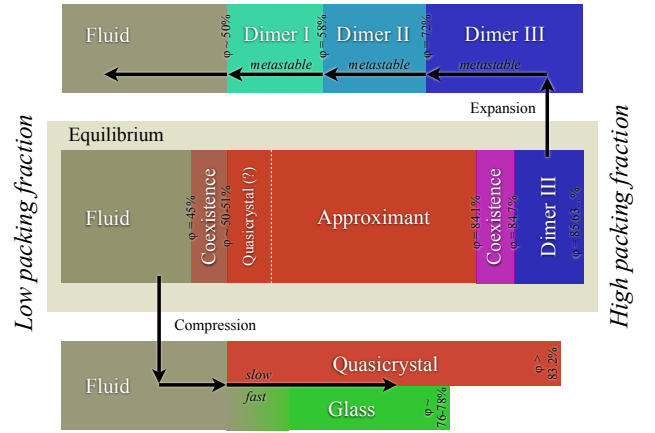 Fluid
φ ~ 50%
Dimer I
φ = 58%
Dimer II
φ = 72%
Dimer III
metastable
metastable
metastable
Expansion
Low packing fraction
High packing fraction
Equilibrium
Fluid
φ = 45%
Coexistence
φ ~ 50-51%
Quasicrystal (?)
Approximant
φ = 84.1%
Coexistence
φ = 84.7%
Dimer III
φ = 85.63..%
Compression
Fluid
slow
fast
Quasicrystal
φ >
83.2%
Glass
φ ~
76-78%